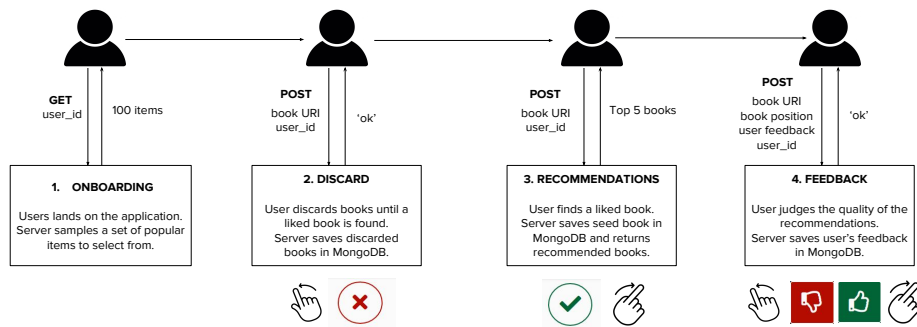 GET
user_id
100 items
POST
book URI
user_id
'ok'
POST
book URI
user_id
Top 5 books
POST
book URI
book position
user feedback
user_id
'ok'
1. ONBOARDING
Users lands on the application.
Server samples a set of popular
items to select from.
2. DISCARD
User discards books until a
liked book is found.
Server saves discarded
books in MongoDB.
3. RECOMMENDATIONS
User finds a liked book.
Server saves seed book in
MongoDB and returns
recommended books.
4. FEEDBACK
User judges the quality of the
recommendations.
Server saves user's feedback
in MongoDB.